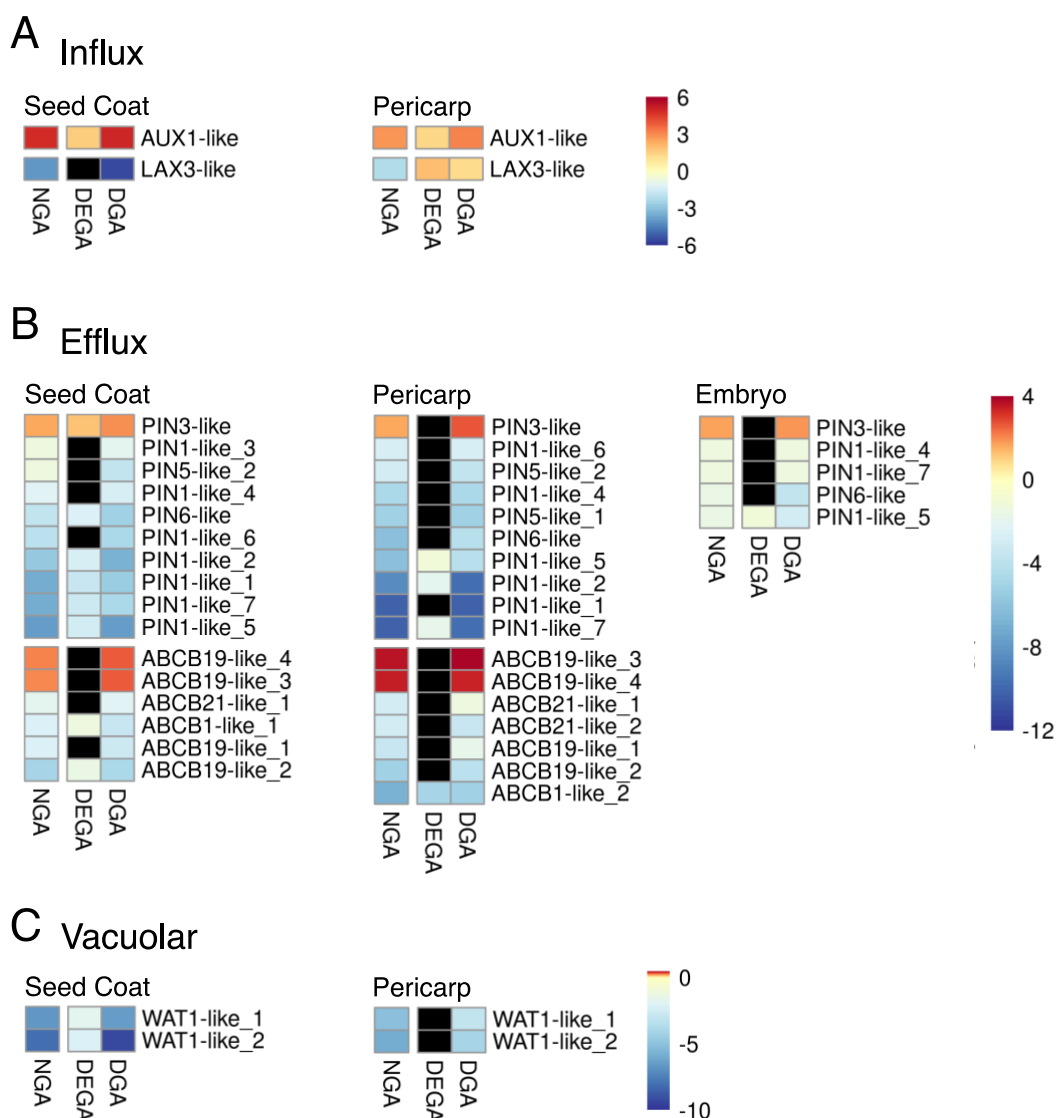 A Influx
Seed Coat
AUX1-like
LAX3-like
NGA
DEGA
DGA
Pericarp
AUX1-like
LAX3-like
NGA
DEGA
DGA
6
3
0
-3
-6
B Efflux
Seed Coat
PIN3-like
PIN1-like_3
PIN5-like_2
PIN1-like_4
PIN6-like
PIN1-like_6
PIN1-like_2
PIN1-like_1
PIN1-like_7
PIN1-like_5
ABCB19-like_4
ABCB19-like_3
ABCB21-like_1
ABCB1-like_1
ABCB19-like_1
ABCB19-like_2
NGA
DEGA
DGA
Pericarp
PIN3-like
PIN1-like_6
PIN5-like_2
PIN1-like_4
PIN5-like_1
PIN6-like
PIN1-like_5
PIN1-like_2
PIN1-like_1
PIN1-like_7
ABCB19-like_3
ABCB19-like_4
ABCB21-like_1
ABCB21-like_2
ABCB19-like_1
ABCB19-like_2
ABCB1-like_2
NGA
DEGA
DGA
Embryo
PIN3-like
PIN1-like_4
PIN1-like_7
PIN6-like
PIN1-like_5
NGA
DEGA
DGA
4
0
-4
-8
-12
C Vacuolar
Seed Coat
WAT1-like_1
WAT1-like_2
NGA
DEGA
DGA
Pericarp
WAT1-like_1
WAT1-like_2
NGA
DEGA
DGA
0
-5
-10